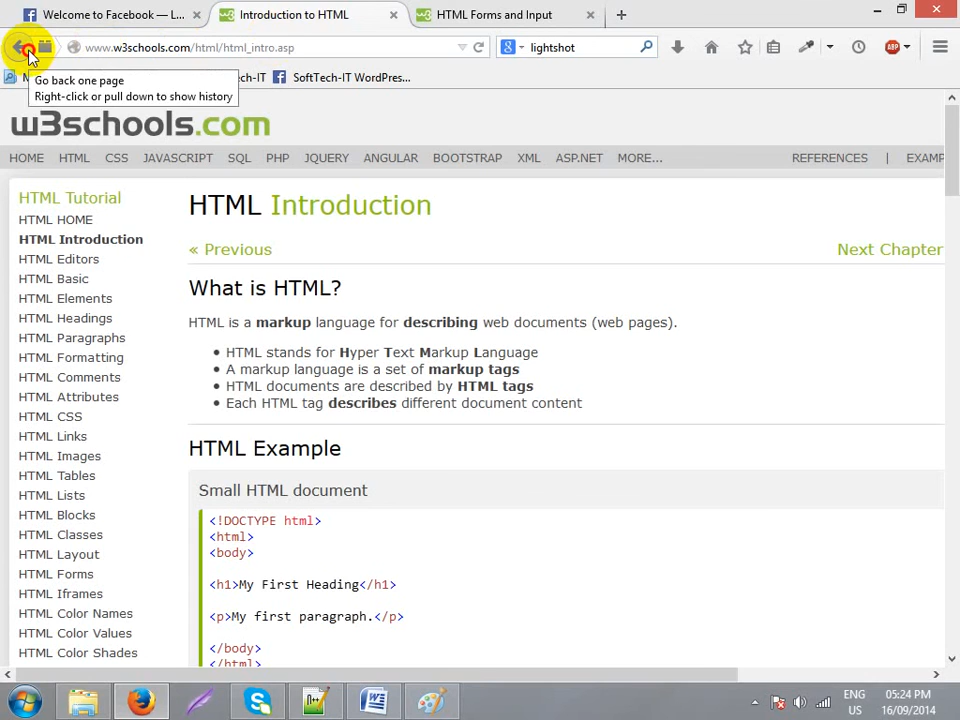 Welcome to Facebook — L...
Introduction to HTML
HTML Forms and Input
www.w3schools.com/html/html_intro.asp
lightshot
ABP
Go back one page
Right-click or pull down to show history
ch-IT
SoftTech-IT WordPres...
w3schools.com
HOME HTML CSS JAVASCRIPT SQL PHP JQUERY ANGULAR BOOTSTRAP XML ASP.NET MORE... REFERENCES | EXAMP
HTML Tutorial
HTML HOME
HTML Introduction
HTML Editors
HTML Basic
HTML Elements
HTML Headings
HTML Paragraphs
HTML Formatting
HTML Comments
HTML Attributes
HTML CSS
HTML Links
HTML Images
HTML Tables
HTML Lists
HTML Blocks
HTML Classes
HTML Layout
HTML Forms
HTML Iframes
HTML Color Names
HTML Color Values
HTML Color Shades
HTML Introduction
« Previous
Next Chapter
What is HTML?
HTML is a markup language for describing web documents (web pages).
• HTML stands for Hyper Text Markup Language
• A markup language is a set of markup tags
• HTML documents are described by HTML tags
• Each HTML tag describes different document content
HTML Example
Small HTML document
<!DOCTYPE html>
<html>
<body>
<h1>My First Heading</h1>
<p>My first paragraph.</p>
</body>
</html>
ENG
US
05:24 PM
16/09/2014